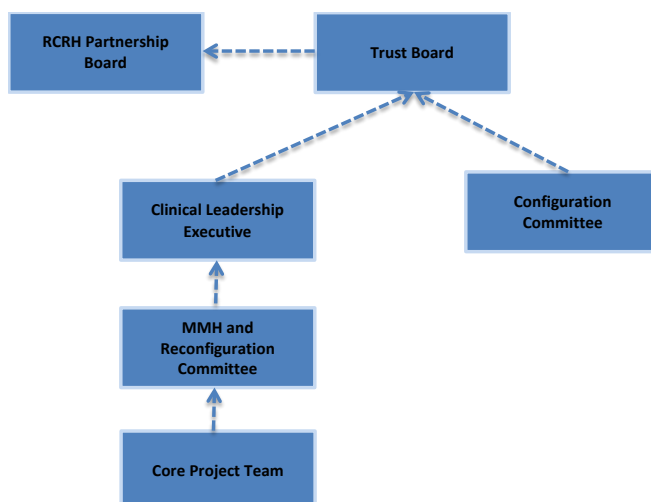 RCRH Partnership
Board
Trust Board
Clinical Leadership
Executive
Configuration
Committee
MMH and
Reconfiguration
Committee
Core Project Team